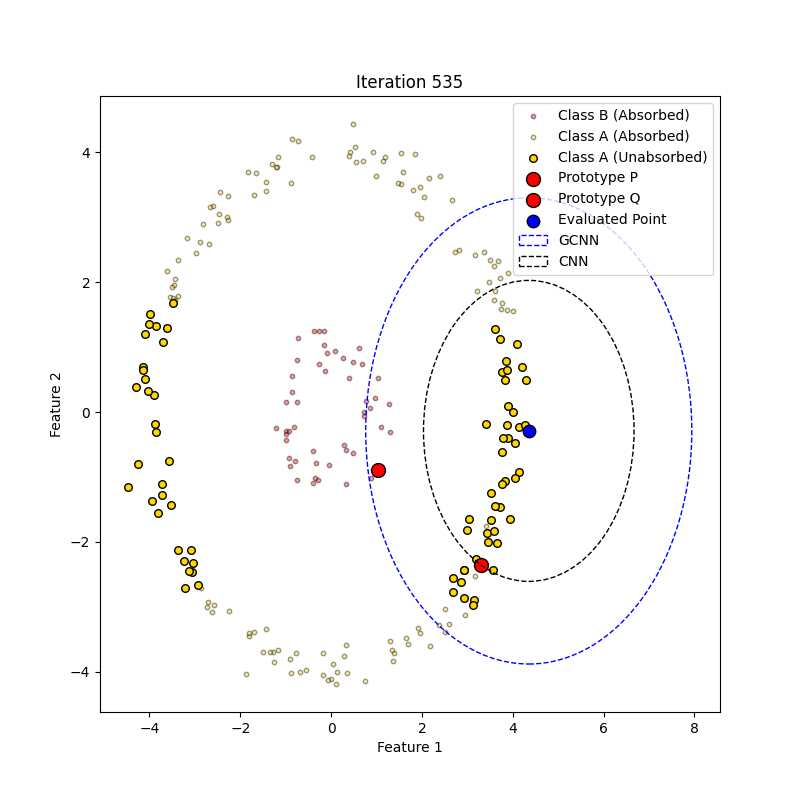 Iteration 535
Class B (Absorbed)
Class A (Absorbed)
Class A (Unabsorbed)
Prototype P
Prototype Q
Evaluated Point
GCNN
CNN
4
2
0
−2
−4
Feature 2
−4 −2 0 2 4 6 8
Feature 1